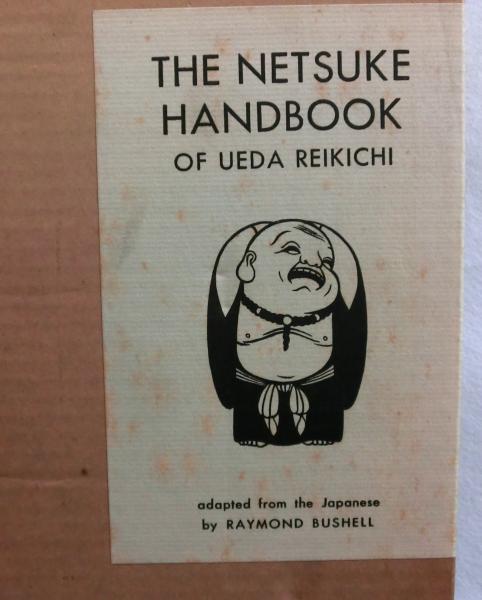 THE NETSUKE
HANDBOOK
OF UEDA REIKICHI
adapted from the Japanese
by RAYMOND BUSHELL